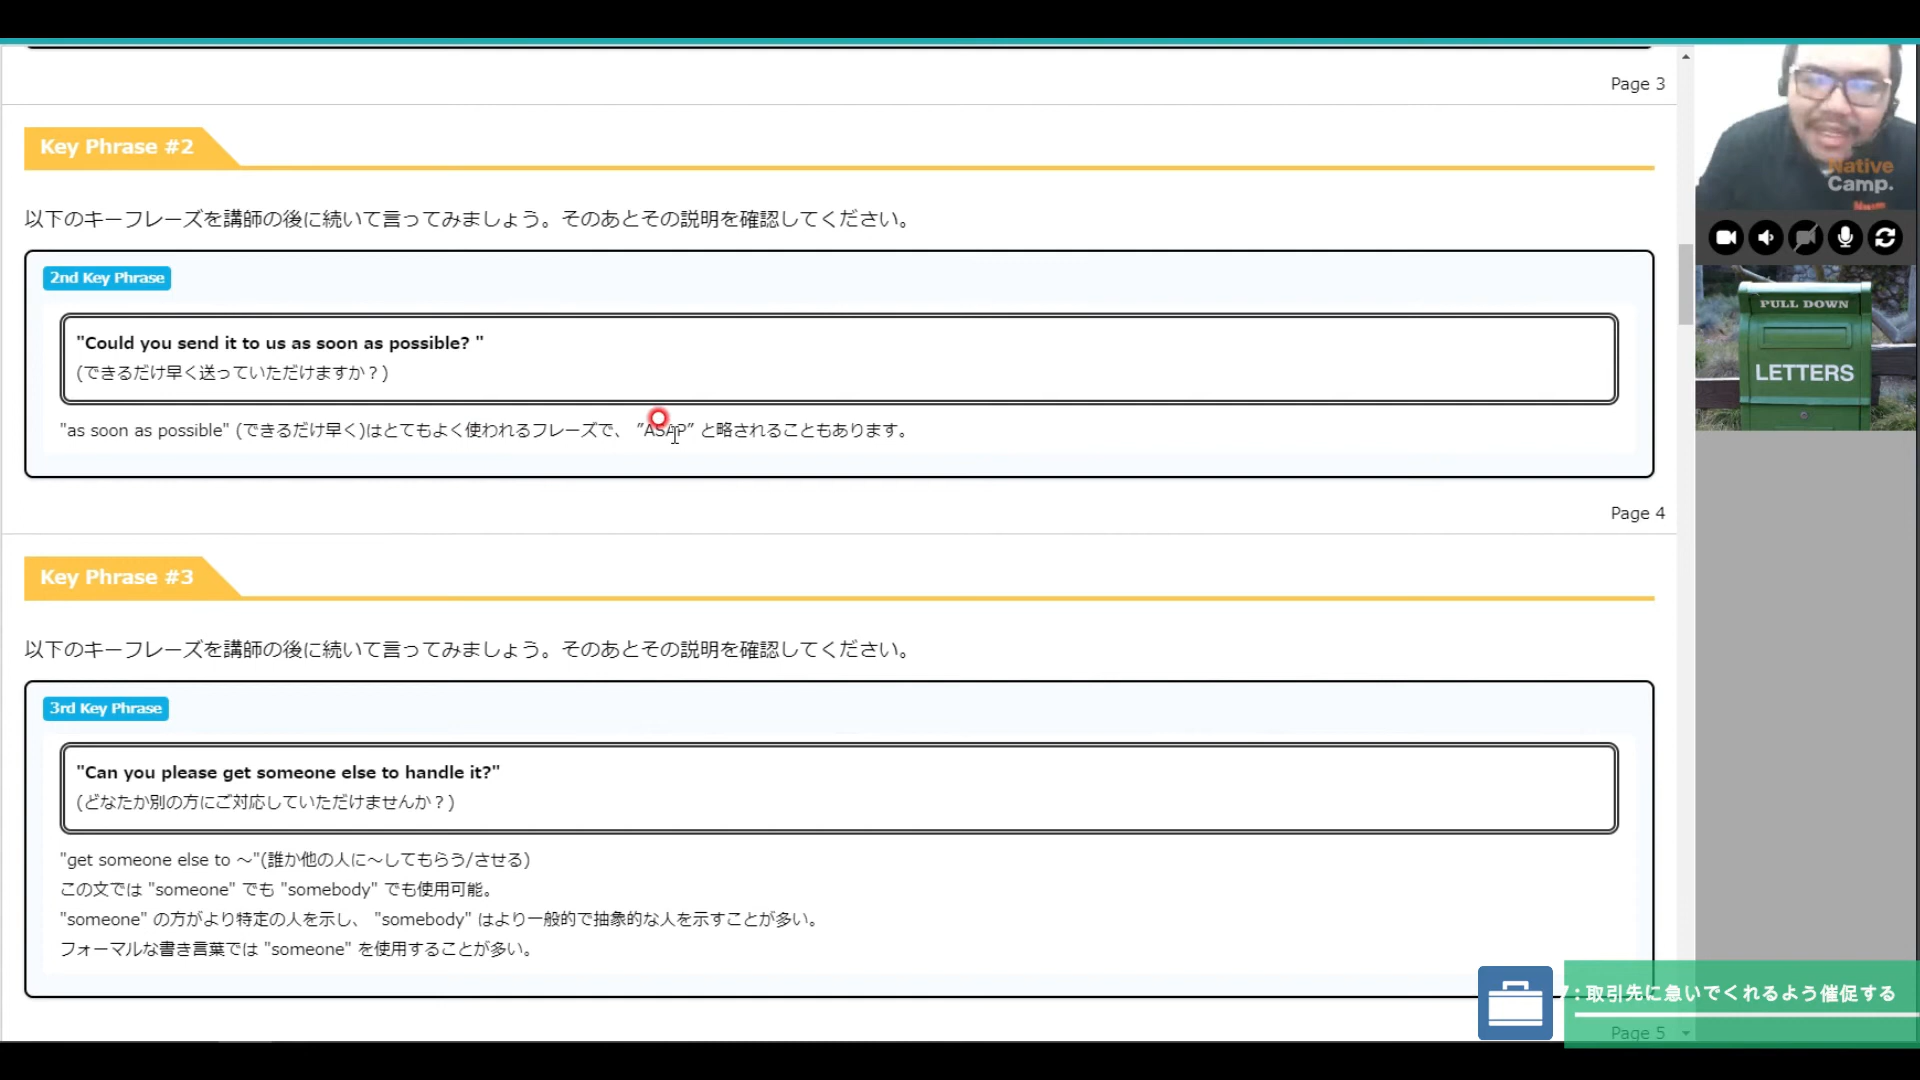 Page 3
Key Phrase #2
以下のキーフレーズを講師の後に続いて言ってみましょう。そのあとその説明を確認してください。
2nd Key Phrase
"Could you send it to us as soon as possible? "
(できるだけ早く送っていただけますか？)
"as soon as possible" (できるだけ早く)はとてもよく使われるフレーズで、 ”ASAP” と略されることもあります。
Page 4
Key Phrase #3
以下のキーフレーズを講師の後に続いて言ってみましょう。そのあとその説明を確認してください。
3rd Key Phrase
"Can you please get someone else to handle it?"
(どなたか別の方にご対応していただけませんか？)
"get someone else to ～"(誰か他の人に～してもらう/させる)
この文では "someone" でも "somebody" でも使用可能。
"someone" の方がより特定の人を示し、 "somebody" はより一般的で抽象的な人を示すことが多い。
フォーマルな書き言葉では "someone" を使用することが多い。
Page 5
Native
Camp.
PULL DOWN
LETTERS
7：取引先に急いでくれるよう催促する